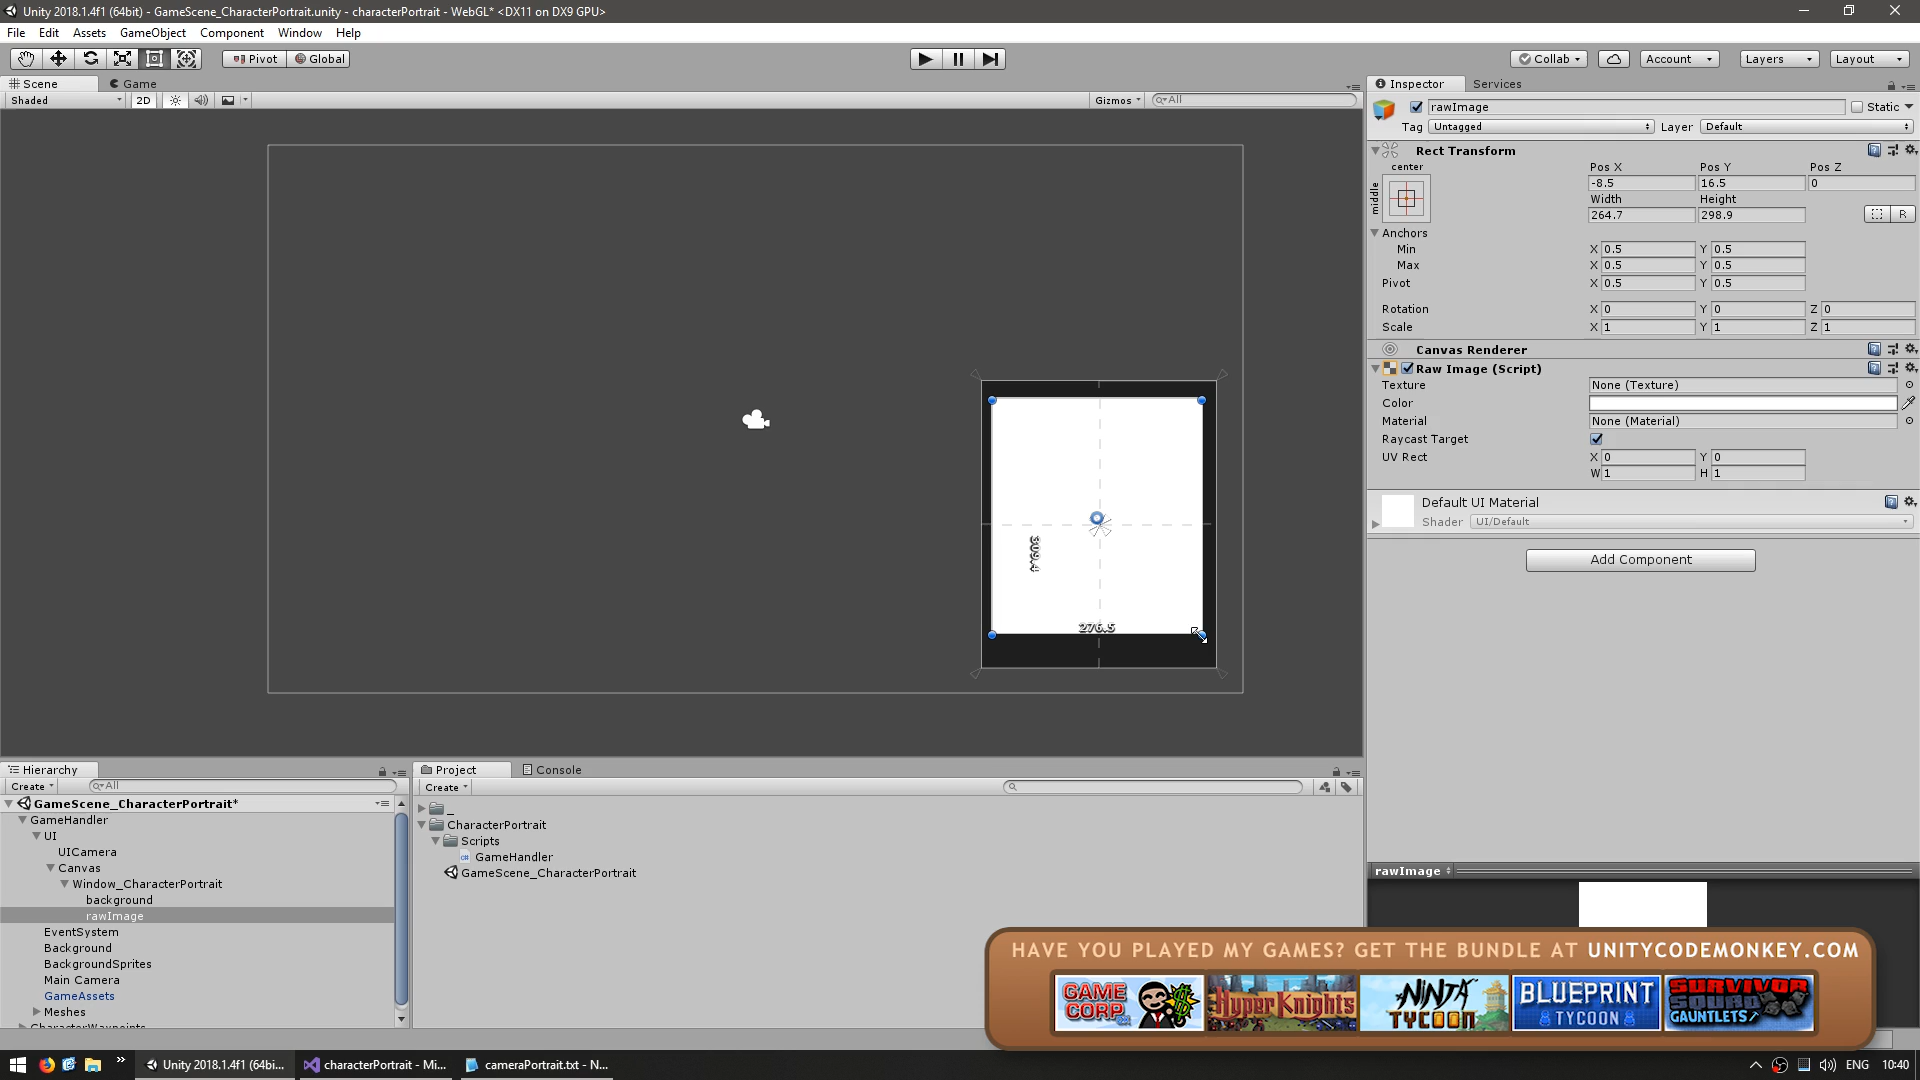 Unity 2018.1.4f1 (64bit) - GameScene_CharacterPortrait.unity - characterPortrait - WebGL* <DX11 on DX9 GPU>
File Edit Assets GameObject Component Window Help
Pivot Global Collab Account Layers Layout
Scene Game
Shaded 2D Gizmos All
309.4
276.5
Inspector Services
rawImage Static
Tag Untagged Layer Default
Rect Transform
center
middle
Pos X Pos Y Pos Z
-8.5 16.5 0
Width Height
264.7 298.9 R
Anchors
Min X 0.5 Y 0.5
Max X 0.5 Y 0.5
Pivot X 0.5 Y 0.5
Rotation X 0 Y 0 Z 0
Scale X 1 Y 1 Z 1
Canvas Renderer
Raw Image (Script)
Texture None (Texture)
Color
Material None (Material)
Raycast Target
UV Rect X 0 Y 0
W 1 H 1
Default UI Material
Shader UI/Default
Add Component
rawImage
Hierarchy
Create All
GameScene_CharacterPortrait*
GameHandler
UI
UICamera
Canvas
Window_CharacterPortrait
background
rawImage
EventSystem
Background
BackgroundSprites
Main Camera
GameAssets
Meshes
CharacterWaypoints
Project Console
Create
_
CharacterPortrait
Scripts
GameHandler
GameScene_CharacterPortrait
HAVE YOU PLAYED MY GAMES? GET THE BUNDLE AT UNITYCODEMONKEY.COM
GAME CORP DX
HYPER KNIGHTS
NINJA TYCOON
BLUEPRINT TYCOON
SURVIVOR SQUAD GAUNTLETS
Unity 2018.1.4f1 (64bi... characterPortrait - Mi... cameraPortrait.txt - N... ENG 10:40